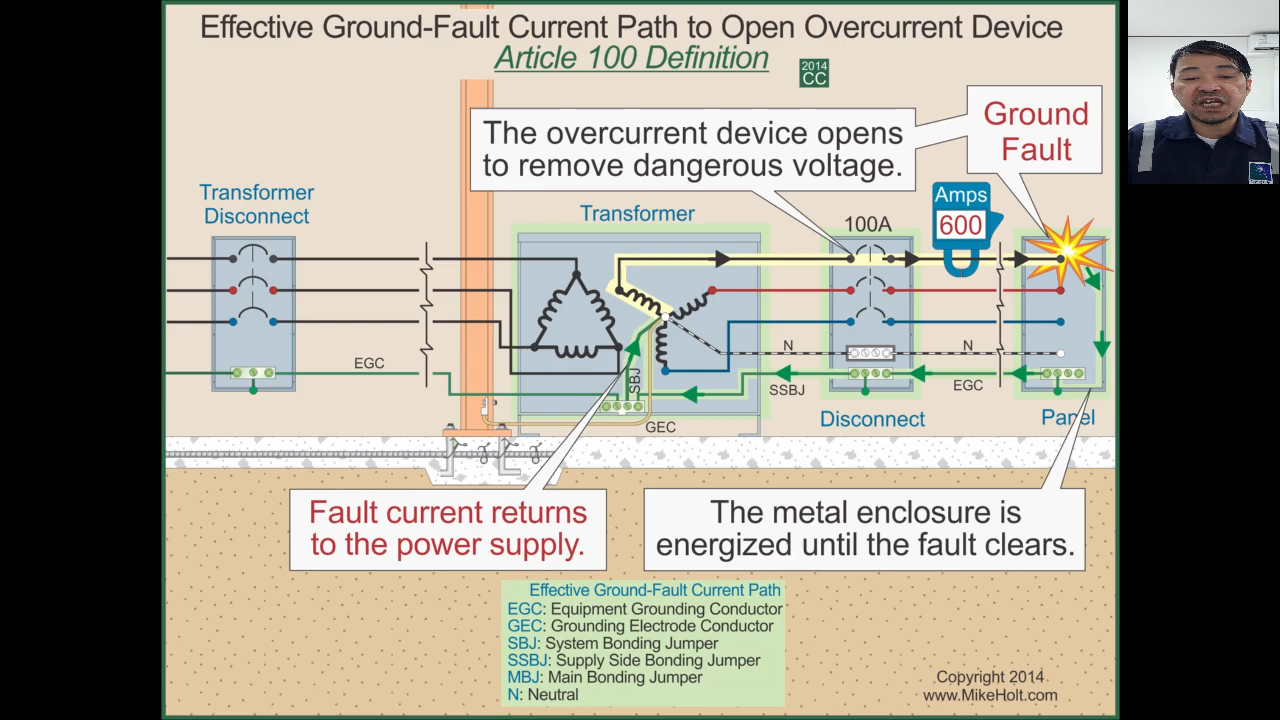 Effective Ground-Fault Current Path to Open Overcurrent Device
Article 100 Definition
2014
CC
The overcurrent device opens
to remove dangerous voltage.
Ground
Fault
Transformer
Disconnect
Transformer
100A
Amps
600
N
N
EGC
SBJ
SSBJ
EGC
GEC
Disconnect
Panel
Fault current returns
to the power supply.
The metal enclosure is
energized until the fault clears.
Effective Ground-Fault Current Path
EGC: Equipment Grounding Conductor
GEC: Grounding Electrode Conductor
SBJ: System Bonding Jumper
SSBJ: Supply Side Bonding Jumper
MBJ: Main Bonding Jumper
N: Neutral
Copyright 2014
www.MikeHolt.com